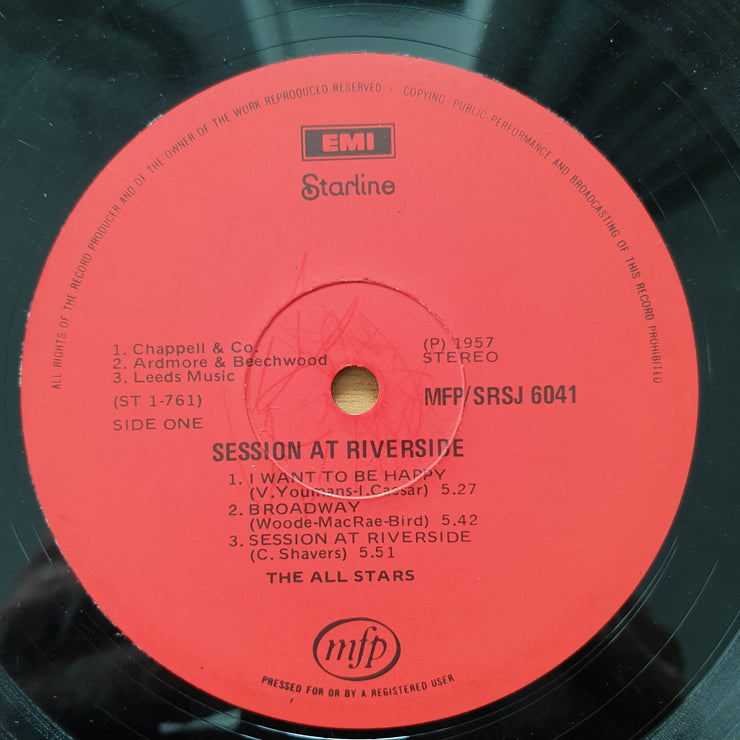 ALL RIGHTS OF THE RECORD PRODUCER AND OF THE OWNER OF THE WORK REPRODUCED RESERVED · COPYING, PUBLIC PERFORMANCE AND BROADCASTING OF THIS RECORD PROHIBITED
EMI
Starline
1. Chappell & Co.
2. Ardmore & Beechwood
3. Leeds Music
(ST 1-761)
SIDE ONE
(P) 1957
STEREO
MFP/SRSJ 6041
SESSION AT RIVERSIDE
1. I WANT TO BE HAPPY
(V.Youmans-I.Caesar) 5.27
2. BROADWAY
(Woode-MacRae-Bird) 5.42
3. SESSION AT RIVERSIDE
(C. Shavers) 5.51
THE ALL STARS
mfp
PRESSED FOR OR BY A REGISTERED USER